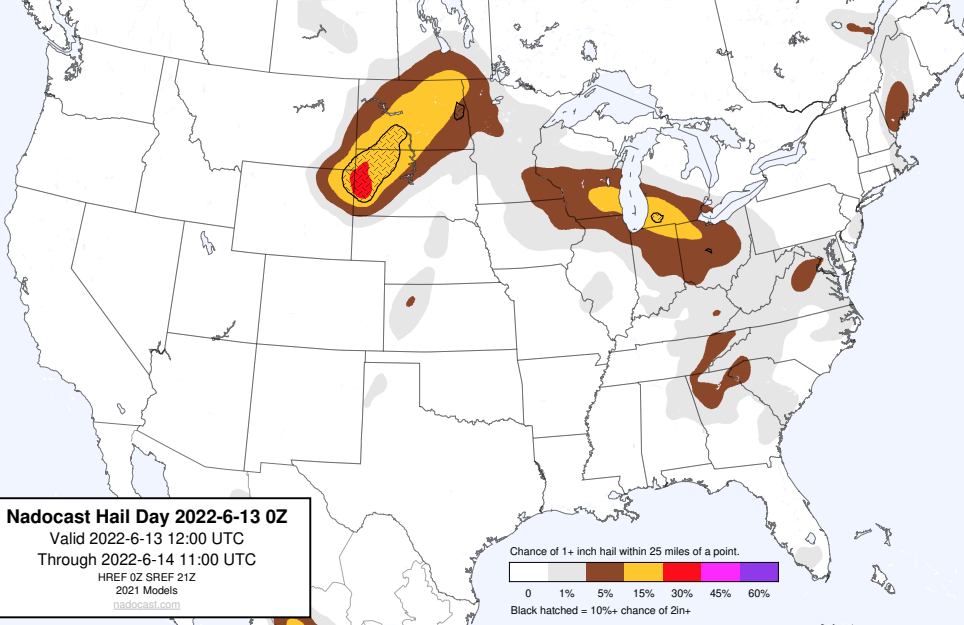 Nadocast Hail Day 2022-6-13 0Z
Valid 2022-6-13 12:00 UTC
Through 2022-6-14 11:00 UTC
HREF 0Z SREF 21Z
2021 Models
nadocast.com
Chance of 1+ inch hail within 25 miles of a point.
0 1% 5% 15% 30% 45% 60%
Black hatched = 10%+ chance of 2in+